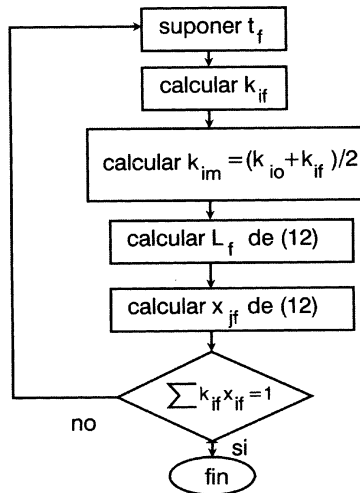 suponer t_f
calcular k_if
calcular k_im =(k_io+k_if )/2
calcular L_f de (12)
calcular x_jf de (12)
∑ k_if x_if =1
no
si
fin